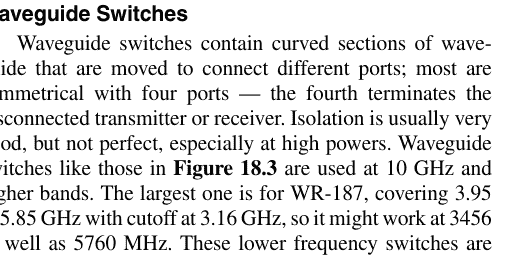 aveguide Switches
Waveguide switches contain curved sections of wave-
ide that are moved to connect different ports; most are
mmetrical with four ports — the fourth terminates the
sconnected transmitter or receiver. Isolation is usually very
od, but not perfect, especially at high powers. Waveguide
vitches like those in Figure 18.3 are used at 10 GHz and
gher bands. The largest one is for WR-187, covering 3.95
5.85 GHz with cutoff at 3.16 GHz, so it might work at 3456
well as 5760 MHz. These lower frequency switches are